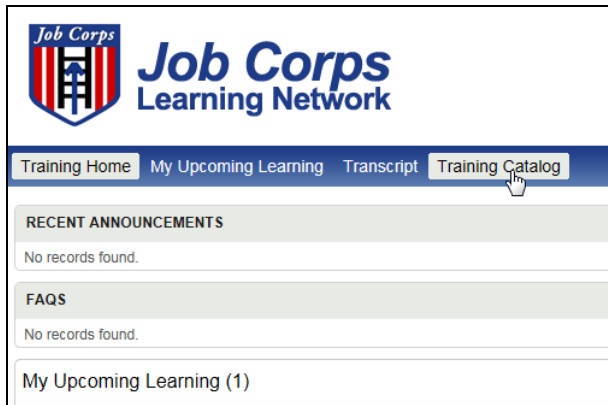 Job Corps
Job Corps
Learning Network
Training Home My Upcoming Learning Transcript Training Catalog
RECENT ANNOUNCEMENTS
No records found.
FAQS
No records found.
My Upcoming Learning (1)